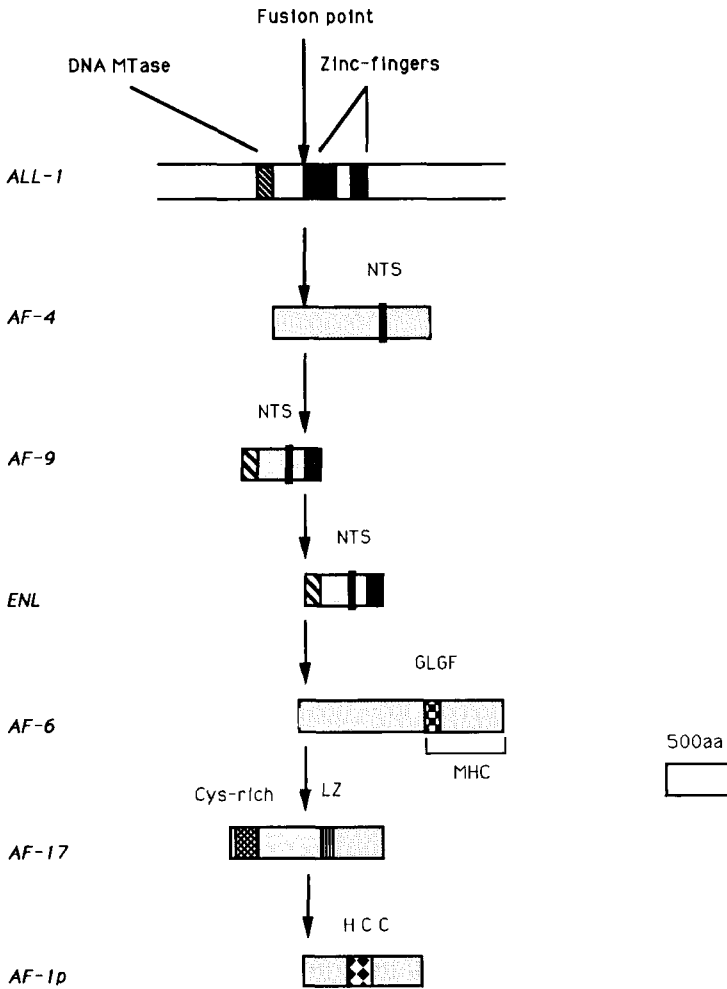 Fusion point
DNA MTase
Zinc-fingers
ALL-1
NTS
AF-4
NTS
AF-9
NTS
ENL
GLGF
AF-6
MHC
500aa
Cys-rich
LZ
AF-17
H C C
AF-1p